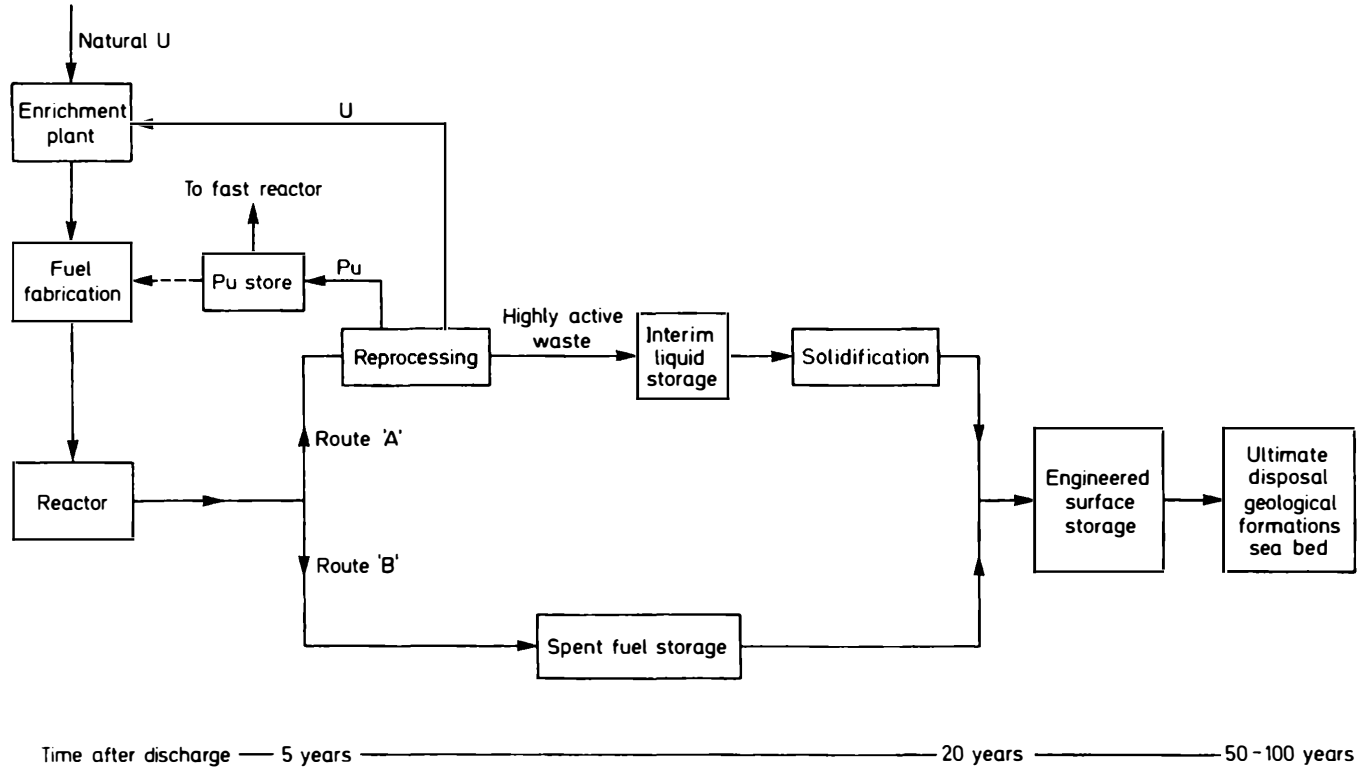 Natural U
Enrichment
plant
U
To fast reactor
Fuel
fabrication
Pu store
Pu
Reprocessing
Highly active
waste
Interim
liquid
storage
Solidification
Route 'A'
Reactor
Route 'B'
Spent fuel storage
Engineered
surface
storage
Ultimate
disposal
geological
formations
sea bed
Time after discharge — 5 years — 20 years — 50-100 years